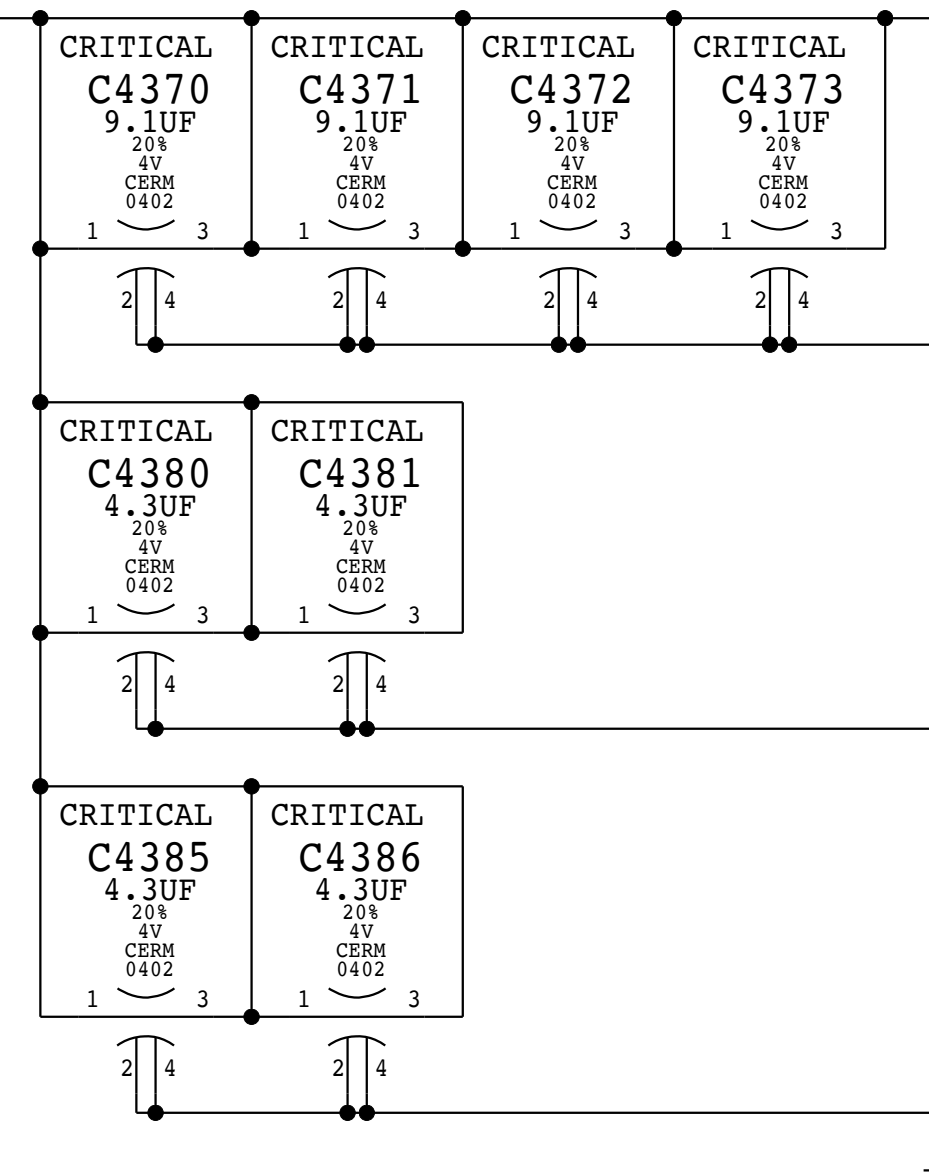 CRITICAL CRITICAL CRITICAL CRITICAL
C4370 C4371 C4372 C4373
9.1UF 9.1UF 9.1UF 9.1UF
20% 20% 20% 20%
4V 4V 4V 4V
CERM CERM CERM CERM
0402 0402 0402 0402
1 3 1 3 1 3 1 3
2 4 2 4 2 4 2 4
CRITICAL CRITICAL
C4380 C4381
4.3UF 4.3UF
20% 20%
4V 4V
CERM CERM
0402 0402
1 3 1 3
2 4 2 4
CRITICAL CRITICAL
C4385 C4386
4.3UF 4.3UF
20% 20%
4V 4V
CERM CERM
0402 0402
1 3 1 3
2 4 2 4